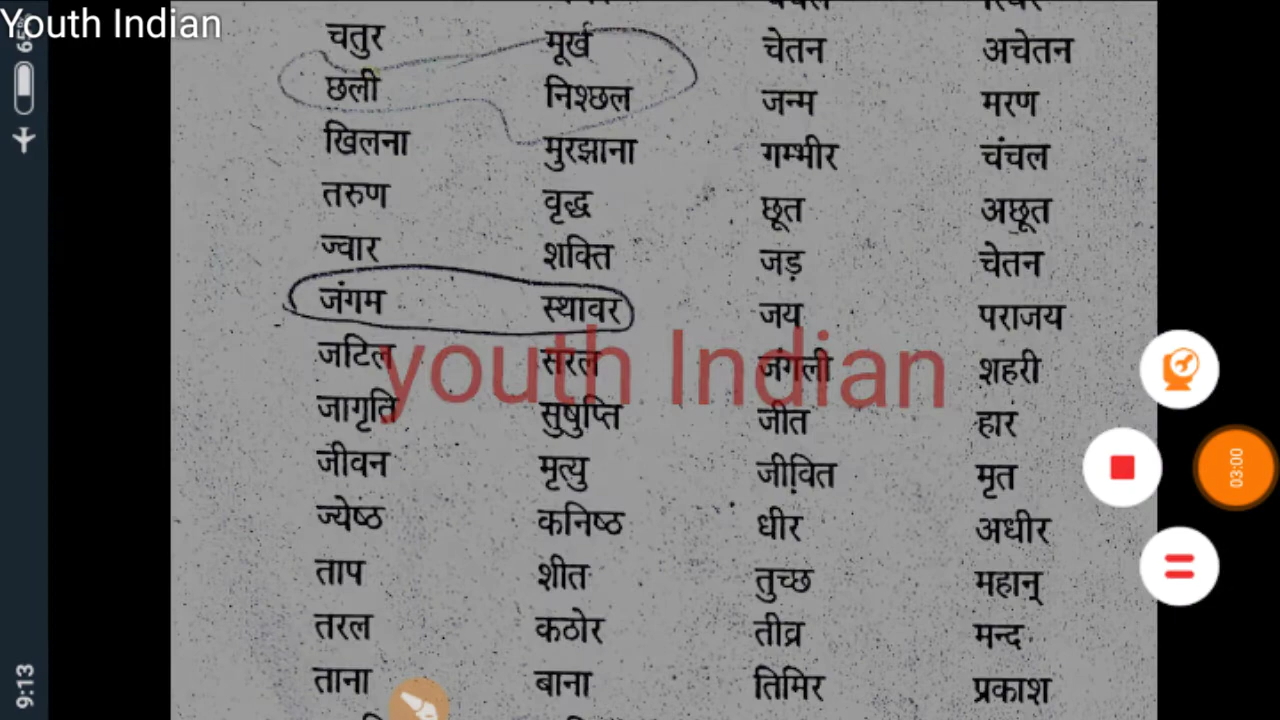 Youth Indian
65%
चतुर मूर्ख चेतन अचेतन
छली निश्छल जन्म मरण
खिलना मुरझाना गम्भीर चंचल
तरुण वृद्ध छूत अछूत
ज्वार शक्ति जड़ चेतन
जंगम स्थावर जय पराजय
जटिल सरल जंगली शहरी
youth Indian
जागृति सुषुप्ति जीत हार
जीवन मृत्यु जीवित मृत
ज्येष्ठ कनिष्ठ धीर अधीर
ताप शीत तुच्छ महान्
तरल कठोर तीव्र मन्द
ताना बाना तिमिर प्रकाश
03:00
9:13